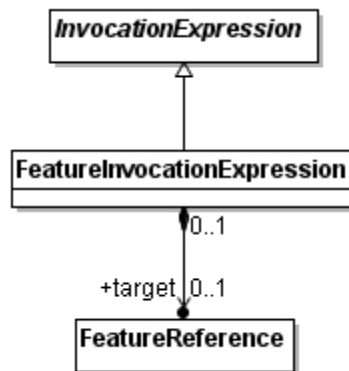 InvocationExpression
FeatureInvocationExpression
0..1
+target 0..1
FeatureReference